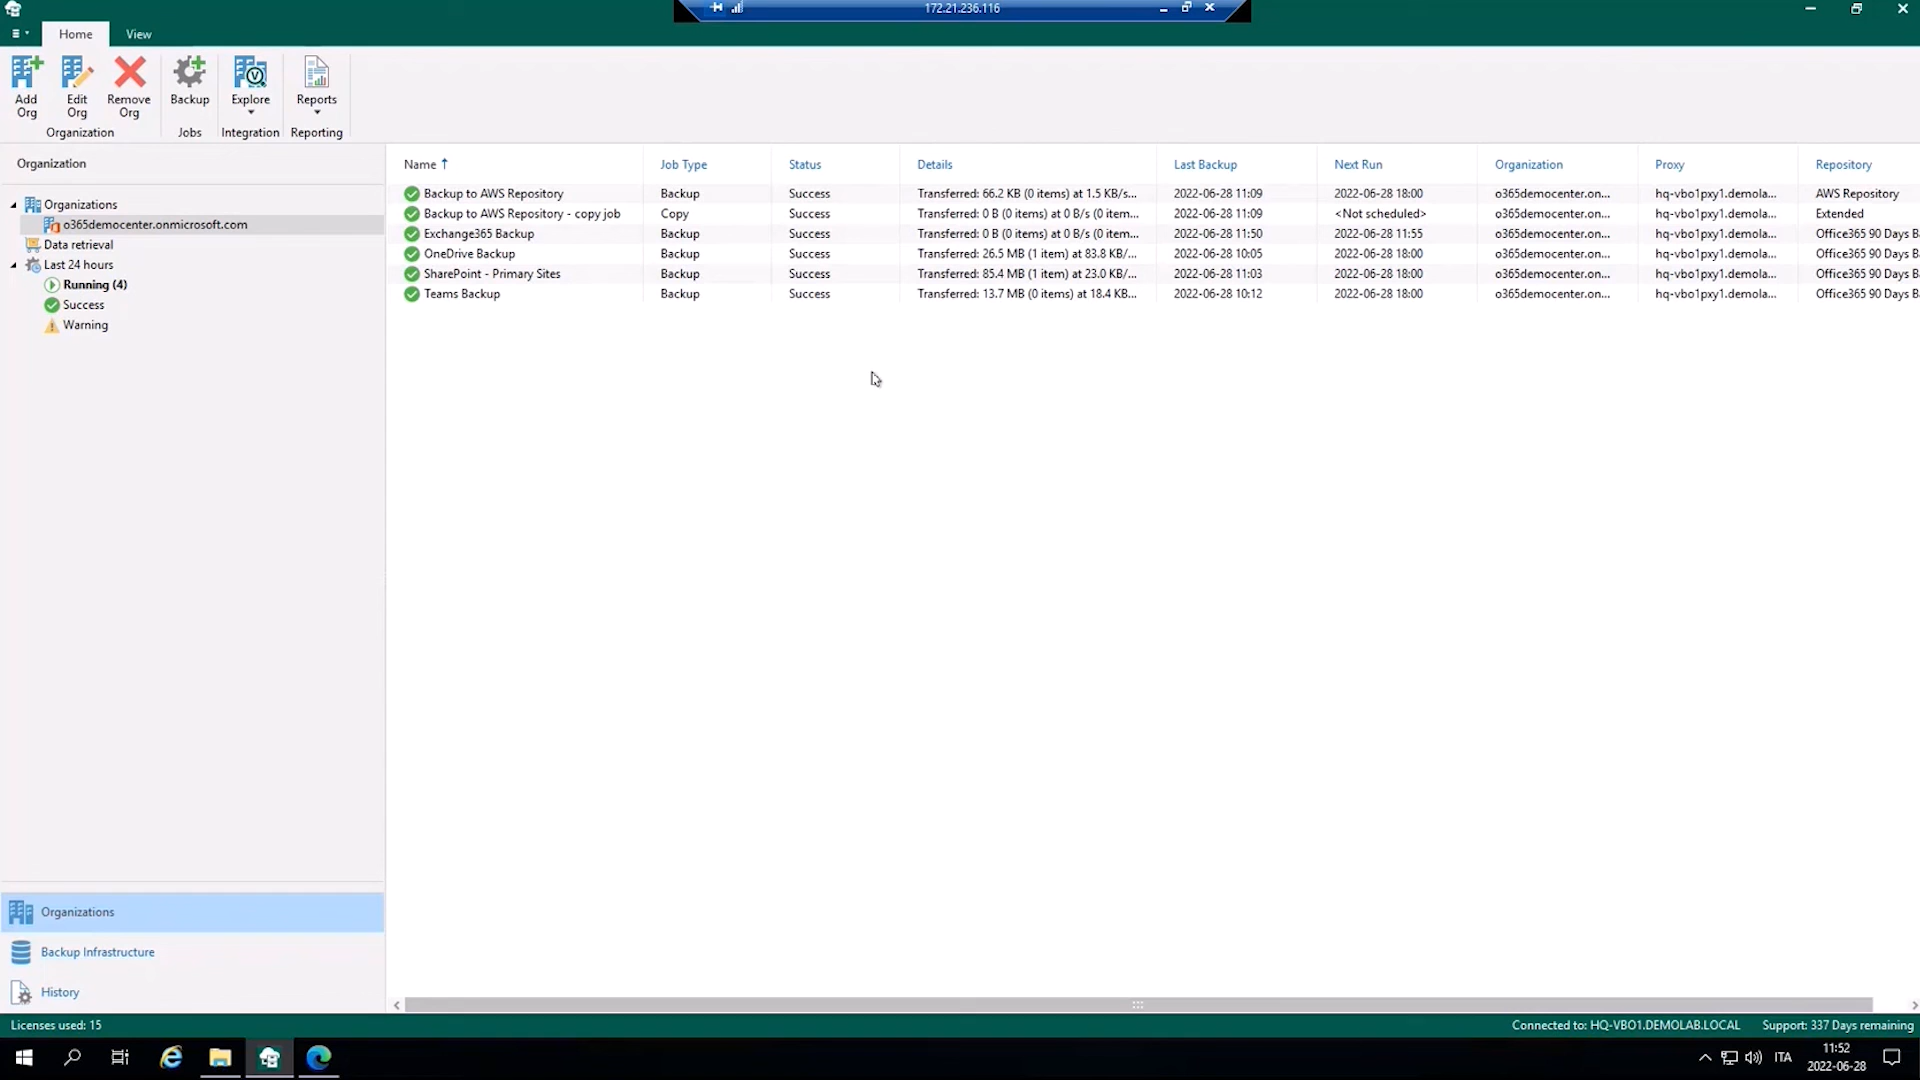 172.21.236.116
Home View
Add Org
Edit Org
Remove Org
Backup
Explore
Reports
Organization Jobs Integration Reporting
Organization
Organizations
o365democenter.onmicrosoft.com
Data retrieval
Last 24 hours
Running (4)
Success
Warning
Name Job Type Status Details Last Backup Next Run Organization Proxy Repository
Backup to AWS Repository Backup Success Transferred: 66.2 KB (0 items) at 1.5 KB/s... 2022-06-28 11:09 2022-06-28 18:00 o365democenter.on... hq-vbo1pxy1.demola... AWS Repository
Backup to AWS Repository - copy job Copy Success Transferred: 0 B (0 items) at 0 B/s (0 item... 2022-06-28 11:09 <Not scheduled> o365democenter.on... hq-vbo1pxy1.demola... Extended
Exchange365 Backup Backup Success Transferred: 0 B (0 items) at 0 B/s (0 item... 2022-06-28 11:50 2022-06-28 11:55 o365democenter.on... hq-vbo1pxy1.demola... Office365 90 Days B
OneDrive Backup Backup Success Transferred: 26.5 MB (1 item) at 83.8 KB/... 2022-06-28 10:05 2022-06-28 18:00 o365democenter.on... hq-vbo1pxy1.demola... Office365 90 Days B
SharePoint - Primary Sites Backup Success Transferred: 85.4 MB (1 item) at 23.0 KB/... 2022-06-28 11:03 2022-06-28 18:00 o365democenter.on... hq-vbo1pxy1.demola... Office365 90 Days B
Teams Backup Backup Success Transferred: 13.7 MB (0 items) at 18.4 KB... 2022-06-28 10:12 2022-06-28 18:00 o365democenter.on... hq-vbo1pxy1.demola... Office365 90 Days B
Organizations
Backup Infrastructure
History
Licenses used: 15 Connected to: HQ-VBO1.DEMOLAB.LOCAL Support: 337 Days remaining
ITA
11:52
2022-06-28